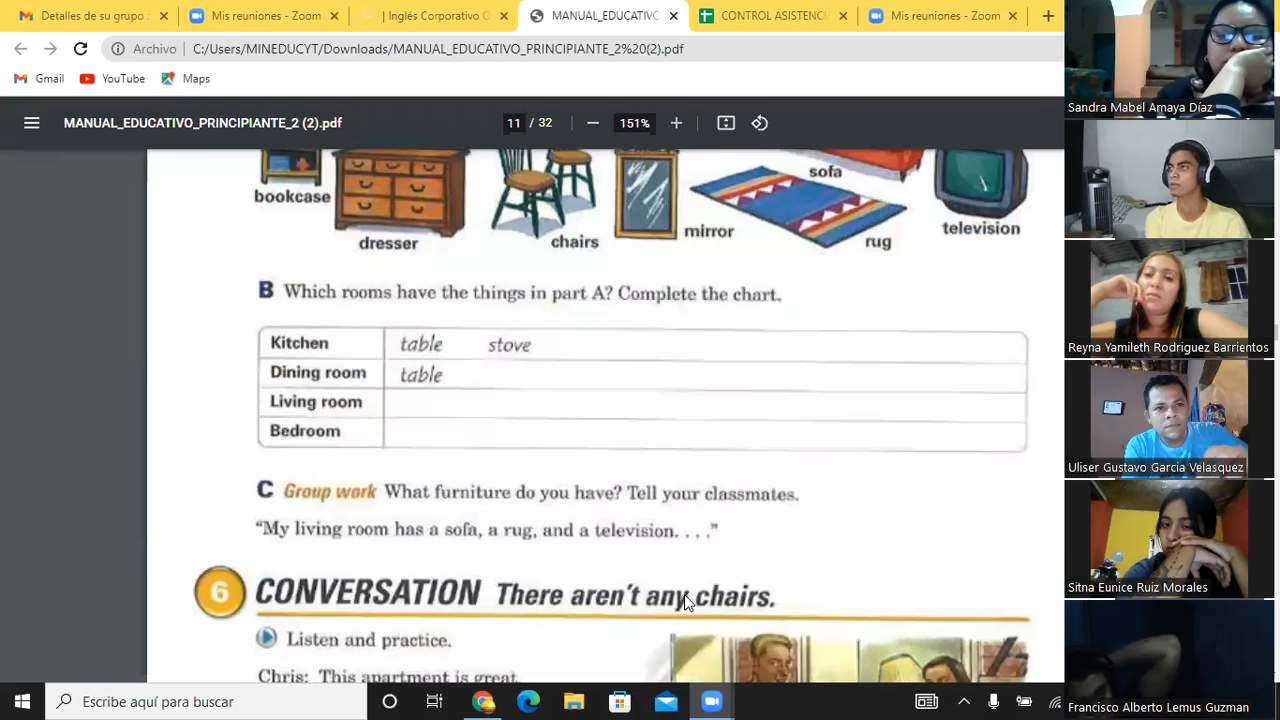 Detalles de su grupo
Mis reuniones - Zoom
Inglés Corporativo
MANUAL_EDUCATIVO
CONTROL ASISTENCI
Mis reuniones - Zoom
Archivo
C:/Users/MINEDUCYT/Downloads/MANUAL_EDUCATIVO_PRINCIPIANTE_2%20(2).pdf
Gmail
YouTube
Maps
MANUAL_EDUCATIVO_PRINCIPIANTE_2 (2).pdf
11 / 32
151%
bookcase
dresser
chairs
mirror
sofa
rug
television
B Which rooms have the things in part A? Complete the chart.
Kitchen table stove
Dining room table
Living room
Bedroom
C Group work What furniture do you have? Tell your classmates.
“My living room has a sofa, a rug, and a television. . . .”
6 CONVERSATION There aren't any chairs.
Listen and practice.
Chris: This apartment is great
Escribe aquí para buscar
Sandra Mabel Amaya Díaz
Reyna Yamileth Rodriguez Barrientos
Uliser Gustavo Garcia Velasquez
Sitna Eunice Ruiz Morales
Francisco Alberto Lemus Guzman